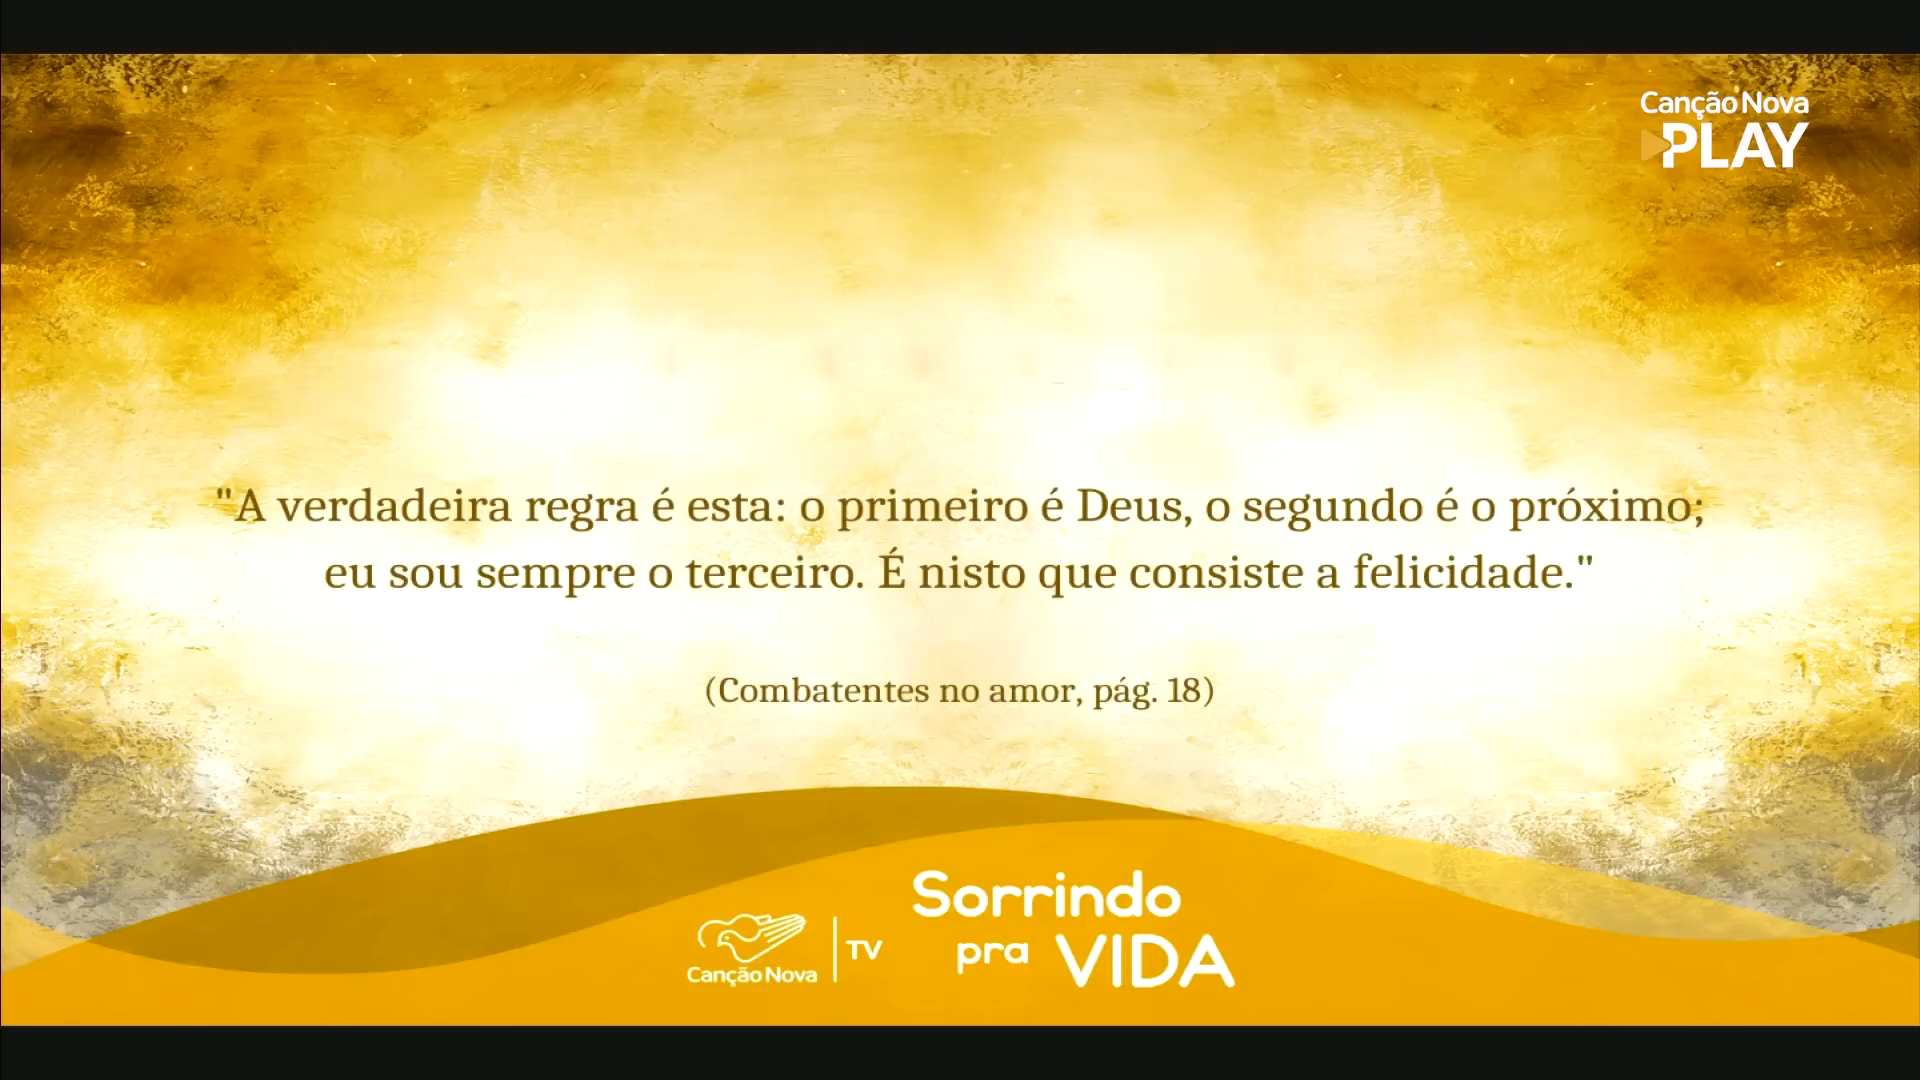 Canção Nova
PLAY
"A verdadeira regra é esta: o primeiro é Deus, o segundo é o próximo;
eu sou sempre o terceiro. É nisto que consiste a felicidade."
(Combatentes no amor, pág. 18)
Canção Nova
TV
Sorrindo
pra VIDA